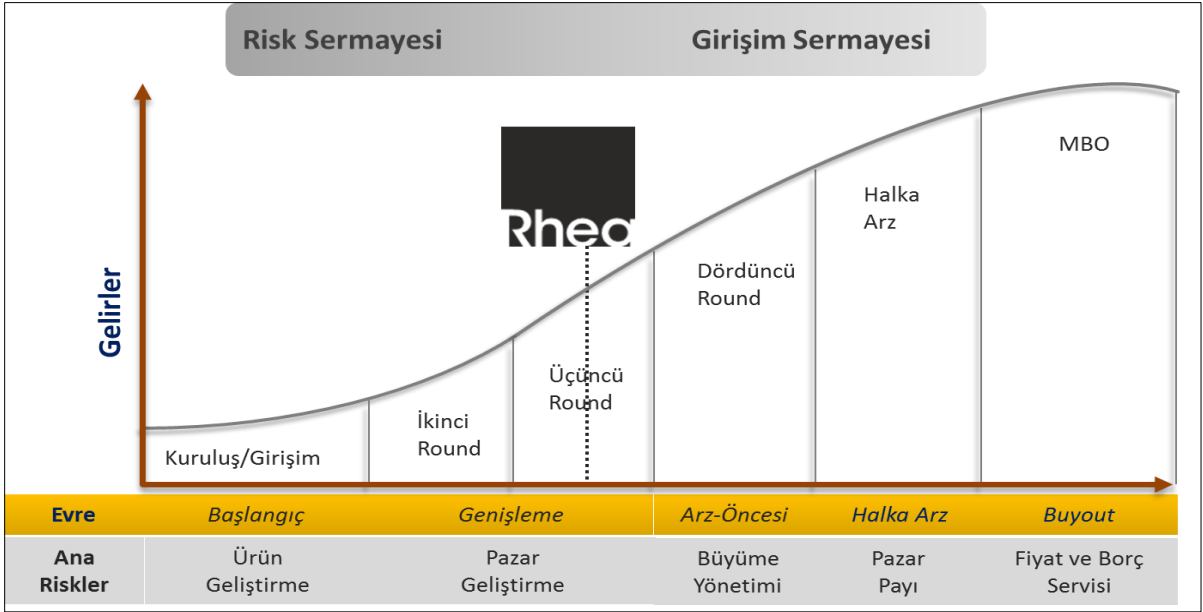 Risk Sermayesi Girişim Sermayesi
Rhea
MBO
Halka
Arz
Dördüncü
Round
Üçüncü
Round
İkinci
Round
Kuruluş/Girişim
Gelirler
Evre Başlangıç Genişleme Arz-Öncesi Halka Arz Buyout
Ana
Riskler
Ürün
Geliştirme
Pazar
Geliştirme
Büyüme
Yönetimi
Pazar
Payı
Fiyat ve Borç
Servisi